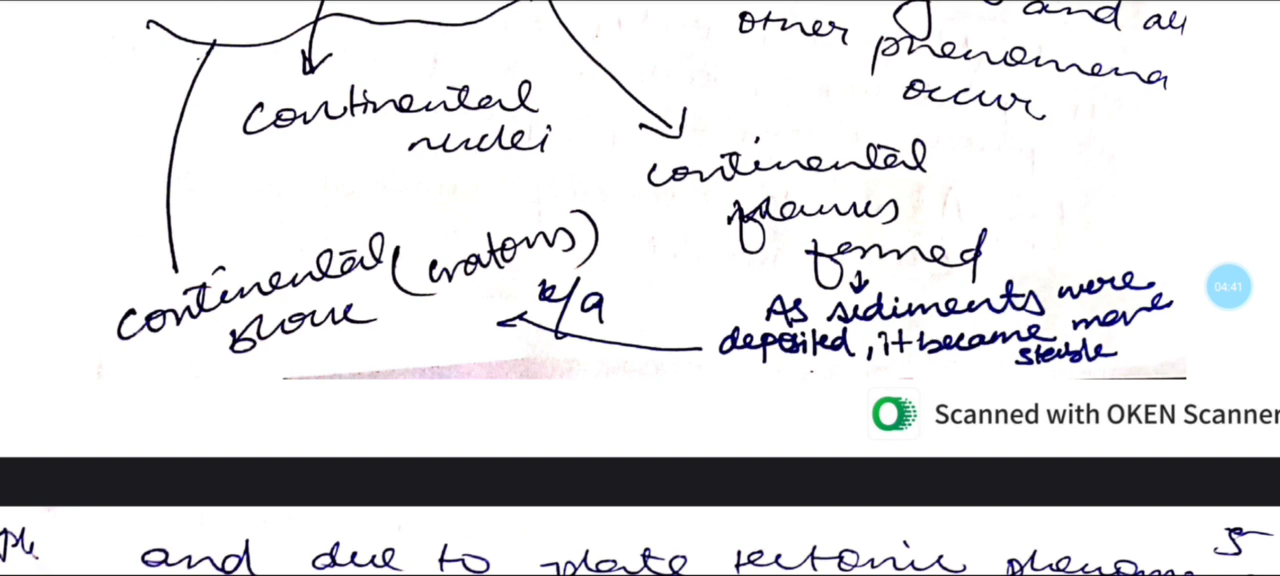 other
and all
phenomena
occur
continental
nuclei
continental
formed
continental (cratons)
k/a
As sediments were
deposited, it became more
stable
04:41
Scanned with OKEN Scanner
and due to plate tectonic
5